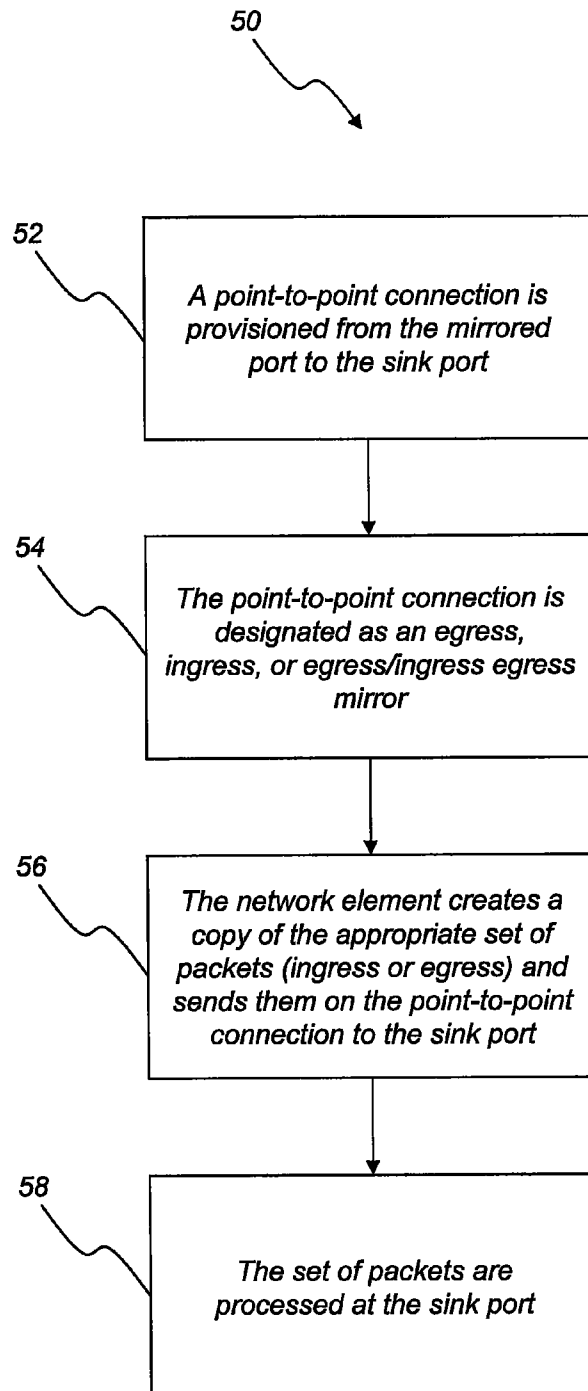 50
52
A point-to-point connection is
provisioned from the mirrored
port to the sink port
54
The point-to-point connection is
designated as an egress,
ingress, or egress/ingress egress
mirror
56
The network element creates a
copy of the appropriate set of
packets (ingress or egress) and
sends them on the point-to-point
connection to the sink port
58
The set of packets are
processed at the sink port